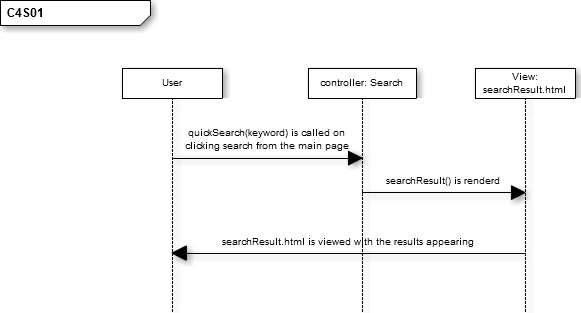 C4S01
User
controller: Search
View:
searchResult.html
quickSearch(keyword) is called on
clicking search from the main page
searchResult() is renderd
searchResult.html is viewed with the results appearing